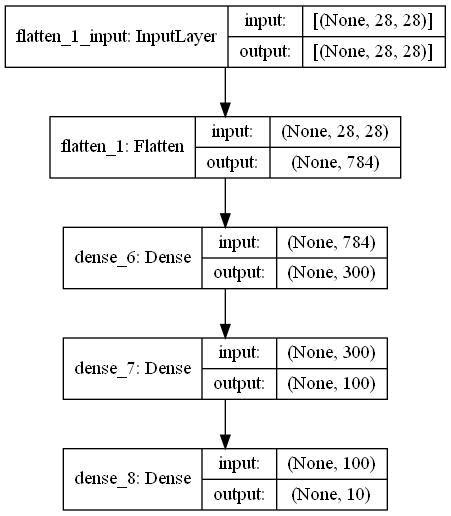 flatten_1_input: InputLayer
input: [(None, 28, 28)]
output: [(None, 28, 28)]
flatten_1: Flatten
input: (None, 28, 28)
output: (None, 784)
dense_6: Dense
input: (None, 784)
output: (None, 300)
dense_7: Dense
input: (None, 300)
output: (None, 100)
dense_8: Dense
input: (None, 100)
output: (None, 10)